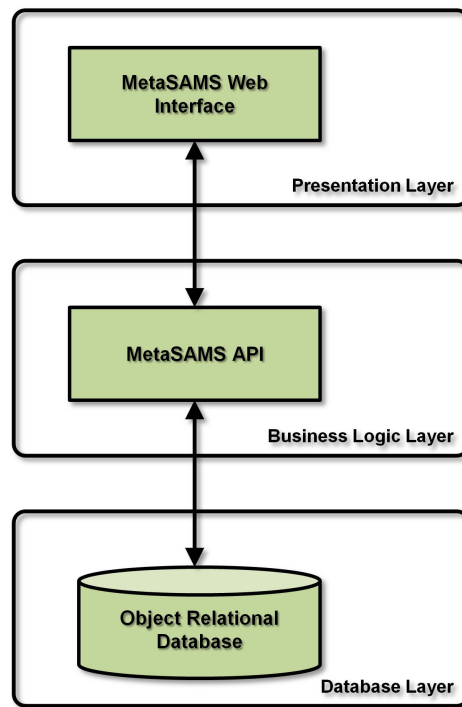 MetaSAMS Web
Interface
Presentation Layer
MetaSAMS API
Business Logic Layer
Object Relational
Database
Database Layer